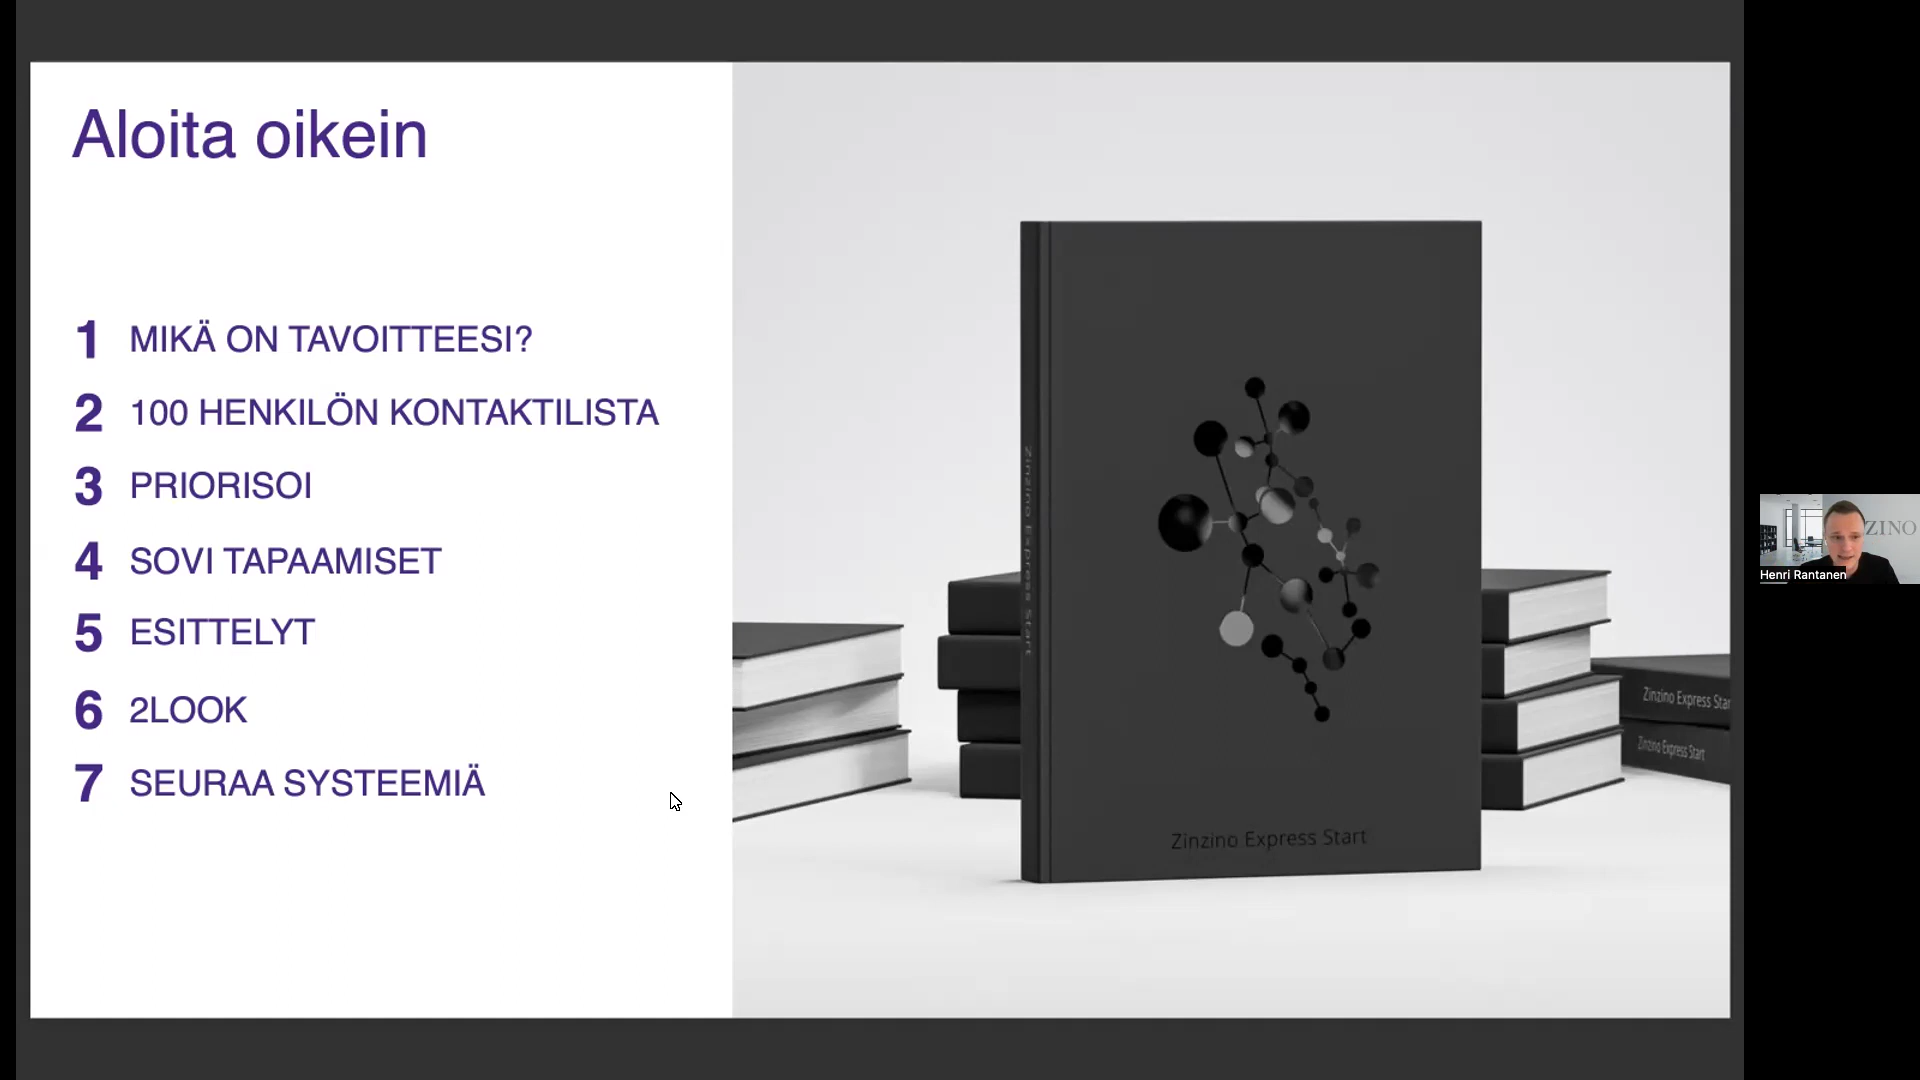 Aloita oikein
1 MIKÄ ON TAVOITTEESI?
2 100 HENKILÖN KONTAKTILISTA
3 PRIORISOI
4 SOVI TAPAAMISET
5 ESITTELYT
6 2LOOK
7 SEURAA SYSTEEMIÄ
Zinzino Express Start
Zinzino Express Start
Zinzino Express Star
Zinzino Express Start
ZINO
Henri Rantanen